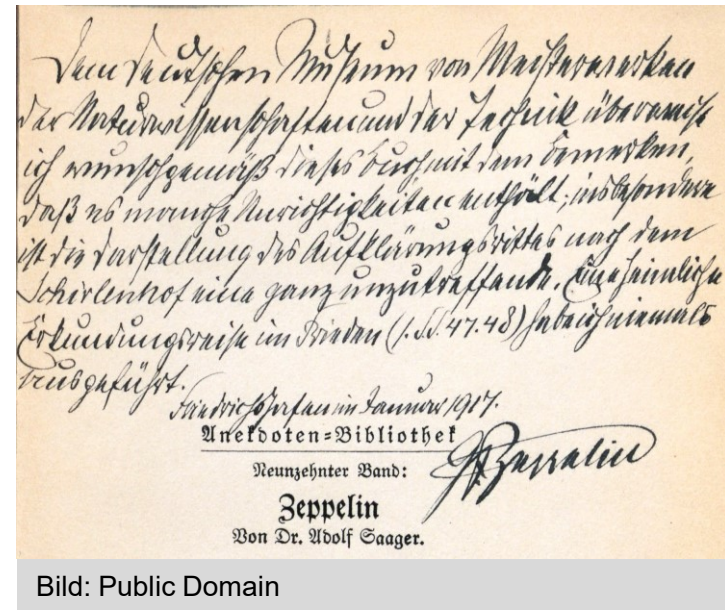 Dem Deutschen Museum von Meisterwerken
der Naturwissenschaften und der Technik überweise
ich wunschgemäß dieses Buch mit dem Bemerken,
daß es manche Unrichtigkeiten enthält; insbesondere
ist die Darstellung des Aufklärungsrittes nach dem
Schirlenhof eine ganz unzutreffende. Eine heimliche
Erkundungsreise im Frieden (s. S. 47.48) habe ich niemals
ausgeführt.
Friedrichshafen im Januar 1917.
Anekdoten-Bibliothek
Neunzehnter Band:
Zeppelin
Zeppelin
Von Dr. Adolf Saager.
Bild: Public Domain